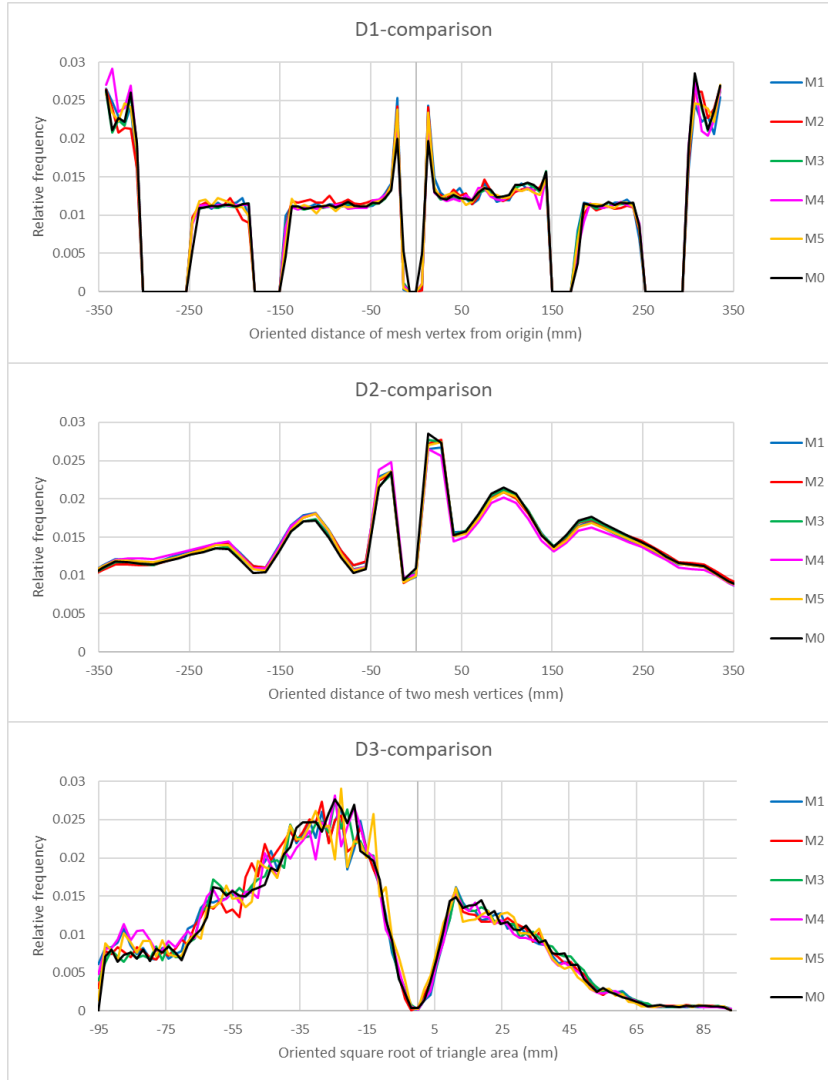 D1-comparison
0.03
0.025
0.02
0.015
0.01
0.005
0
Relative frequency
-350 -250 -150 -50 50 150 250 350
Oriented distance of mesh vertex from origin (mm)
M1
M2
M3
M4
M5
M0
D2-comparison
0.03
0.025
0.02
0.015
0.01
0.005
0
Relative frequency
-350 -250 -150 -50 50 150 250 350
Oriented distance of two mesh vertices (mm)
M1
M2
M3
M4
M5
M0
D3-comparison
0.03
0.025
0.02
0.015
0.01
0.005
0
Relative frequency
-95 -75 -55 -35 -15 5 25 45 65 85
Oriented square root of triangle area (mm)
M1
M2
M3
M4
M5
M0